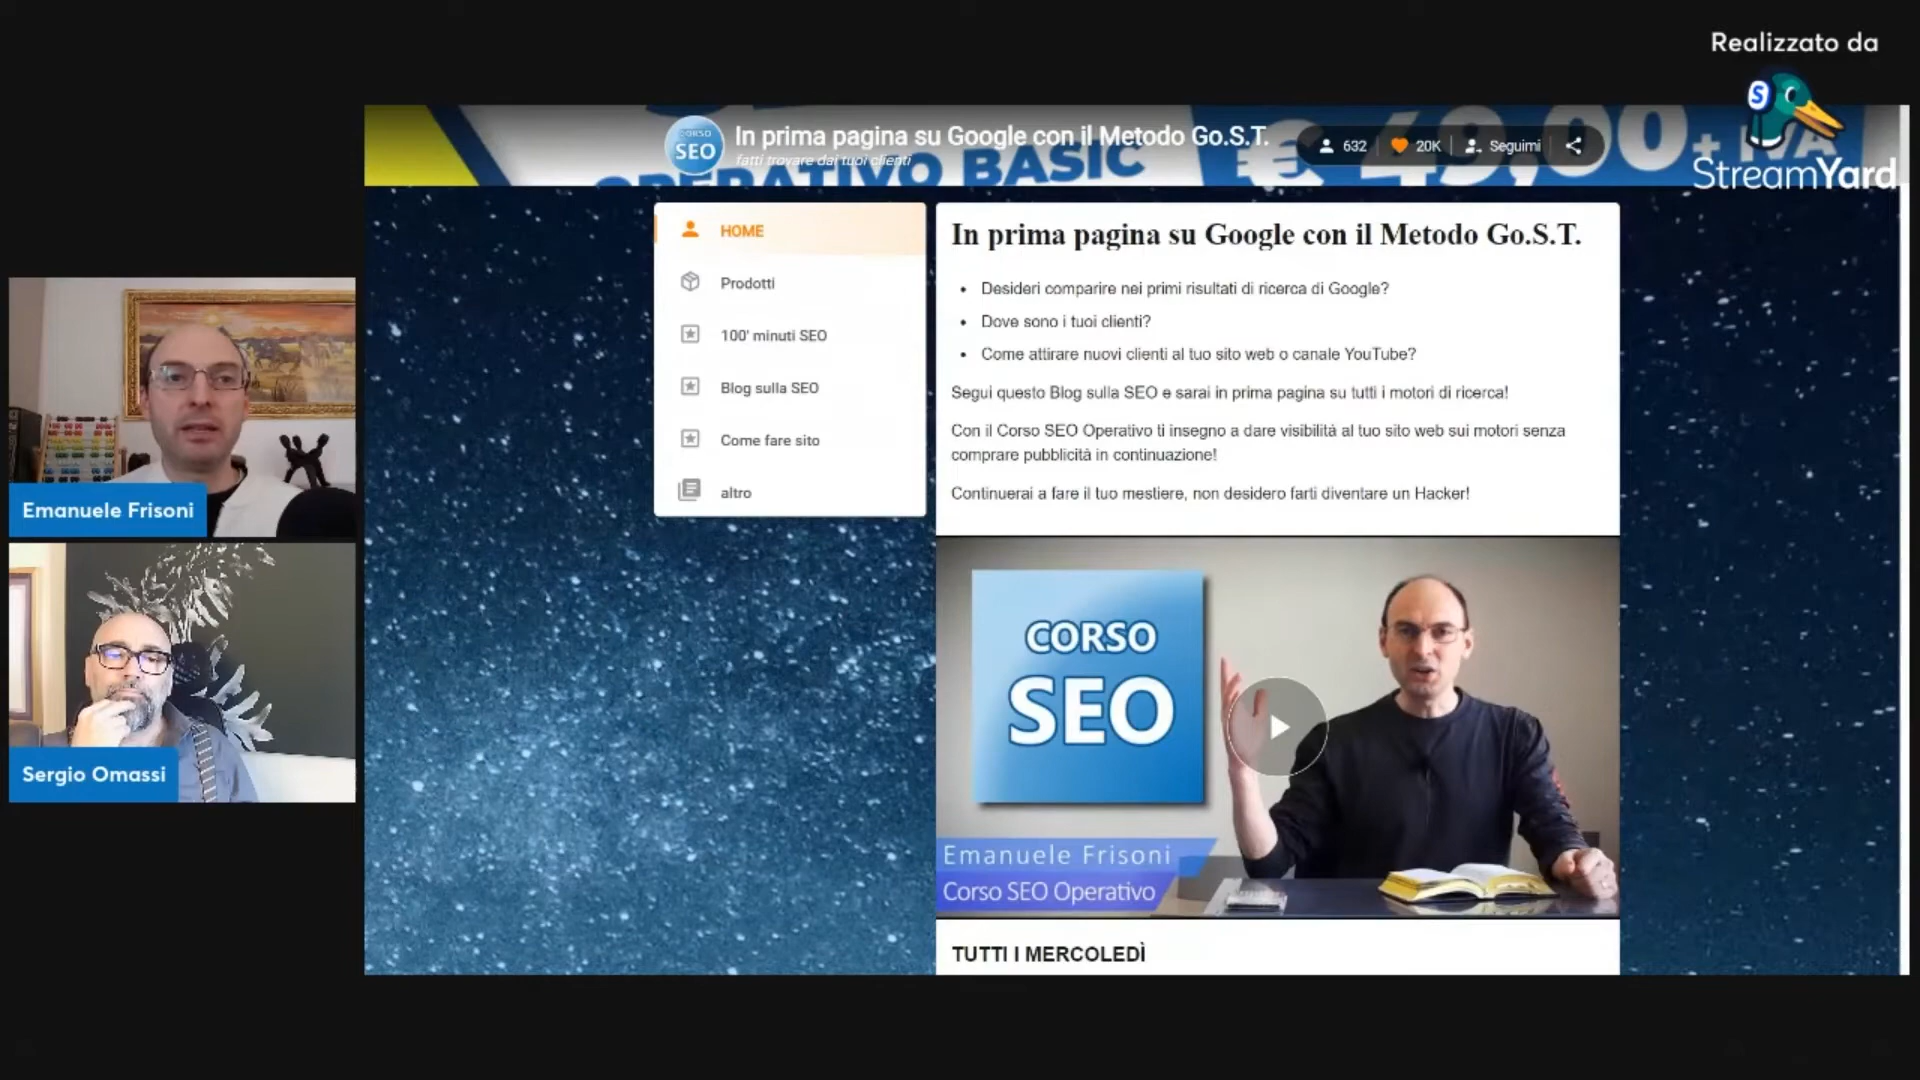 Realizzato da
StreamYard
CORSO
SEO
In prima pagina su Google con il Metodo Go.S.T.
fatti trovare dai tuoi clienti
OPERATIVO BASIC
€ 49,00 + IVA
632
20K
Seguimi
HOME
Prodotti
100' minuti SEO
Blog sulla SEO
Come fare sito
altro
In prima pagina su Google con il Metodo Go.S.T.
• Desideri comparire nei primi risultati di ricerca di Google?
• Dove sono i tuoi clienti?
• Come attirare nuovi clienti al tuo sito web o canale YouTube?
Segui questo Blog sulla SEO e sarai in prima pagina su tutti i motori di ricerca!
Con il Corso SEO Operativo ti insegno a dare visibilità al tuo sito web sui motori senza
comprare pubblicità in continuazione!
Continuerai a fare il tuo mestiere, non desidero farti diventare un Hacker!
CORSO
SEO
Emanuele Frisoni
Corso SEO Operativo
TUTTI I MERCOLEDÌ
Emanuele Frisoni
Sergio Omassi